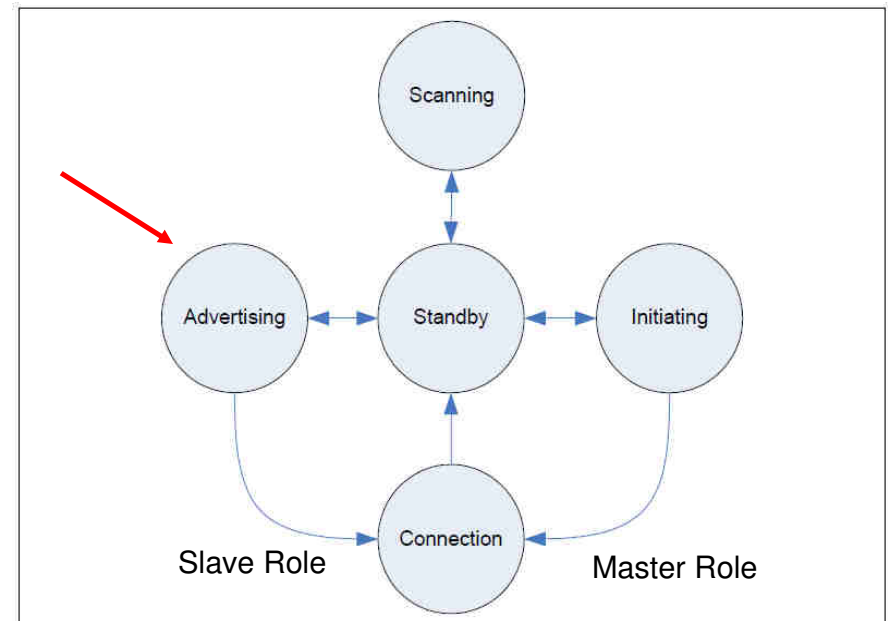 Scanning
Advertising
Standby
Initiating
Connection
Slave Role
Master Role